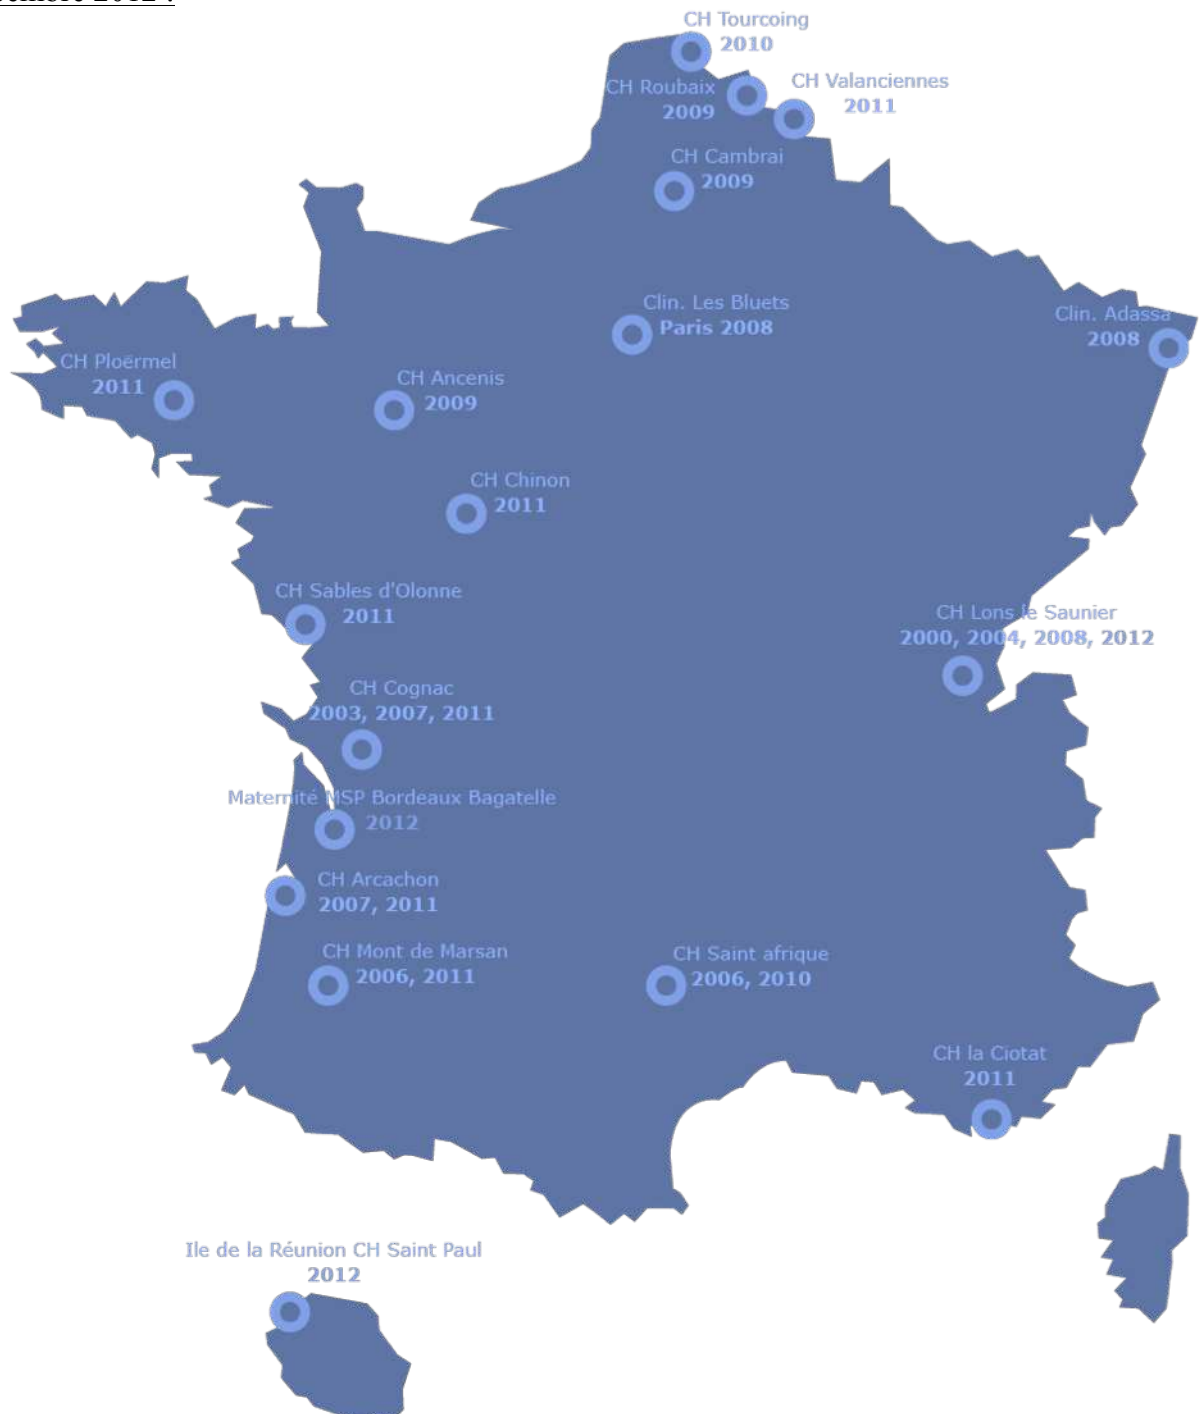 2012 :
CH Tourcoing
2010
CH Roubaix
2009
CH Valanciennes
2011
CH Cambrai
2009
Clin. Les Bluets
Paris 2008
Clin. Adassa
2008
CH Ploërmel
2011
CH Ancenis
2009
CH Chinon
2011
CH Sables d'Olonne
2011
CH Lons le Saunier
2000, 2004, 2008, 2012
CH Cognac
2003, 2007, 2011
Maternité MSP Bordeaux Bagatelle
2012
CH Arcachon
2007, 2011
CH Mont de Marsan
2006, 2011
CH Saint afrique
2006, 2010
CH la Ciotat
2011
Ile de la Réunion CH Saint Paul
2012